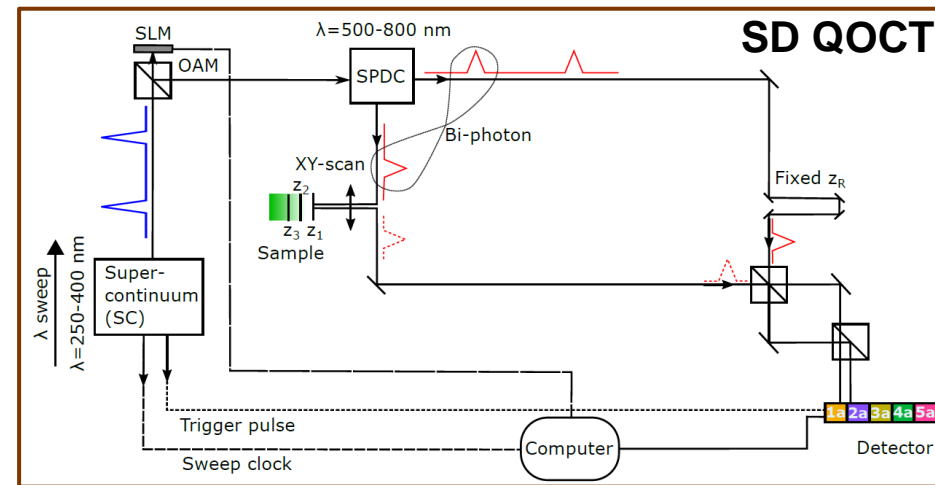 SD QOCT
SLM
λ=500-800 nm
OAM
SPDC
Bi-photon
XY-scan
z2
z3 z1
Sample
Fixed zR
λ sweep
λ=250-400 nm
Super-
continuum
(SC)
1a 2a 3a 4a 5a
Trigger pulse
Computer
Detector
Sweep clock